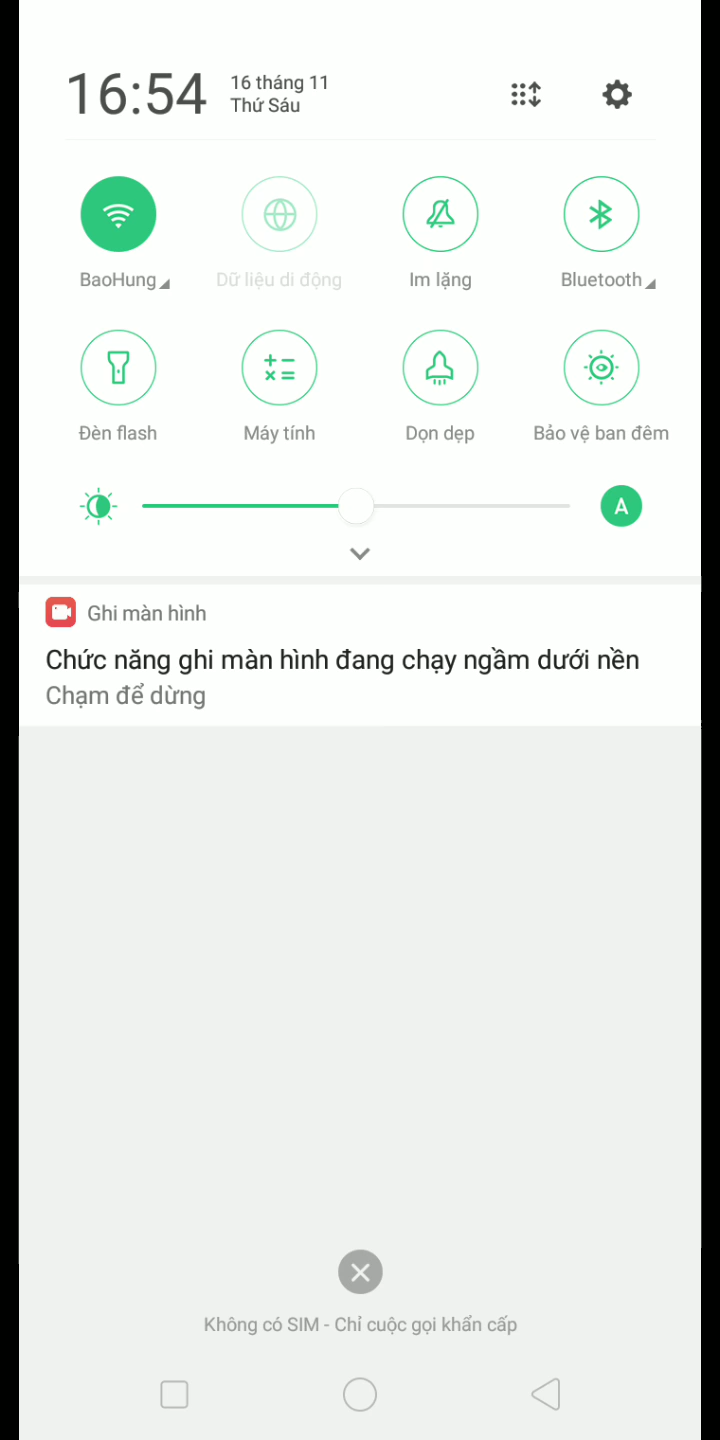 16:54
16 tháng 11
Thứ Sáu
BaoHung
Dữ liệu di động
Im lặng
Bluetooth
Đèn flash
Máy tính
Dọn dẹp
Bảo vệ ban đêm
A
Ghi màn hình
Chức năng ghi màn hình đang chạy ngầm dưới nền
Chạm để dừng
Không có SIM - Chỉ cuộc gọi khẩn cấp